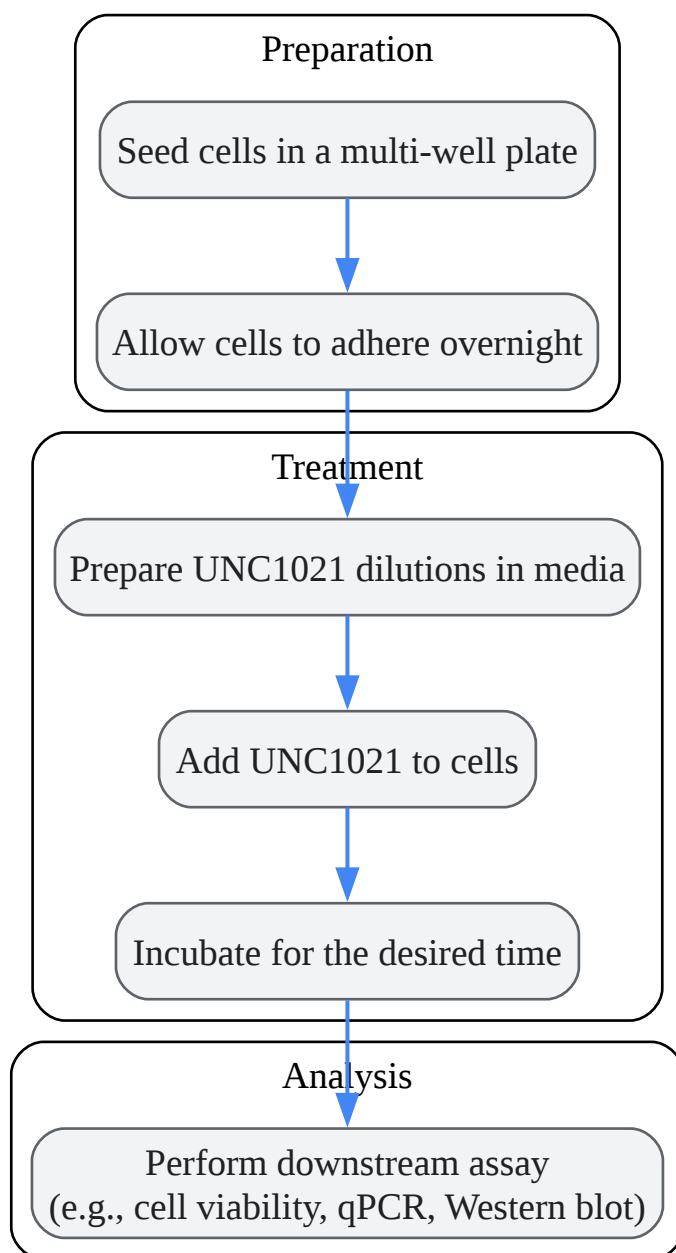 Preparation
Seed cells in a multi-well plate
Allow cells to adhere overnight
Treatment
Prepare UNC1021 dilutions in media
Add UNC1021 to cells
Incubate for the desired time
Analysis
Perform downstream assay
(e.g., cell viability, qPCR, Western blot)